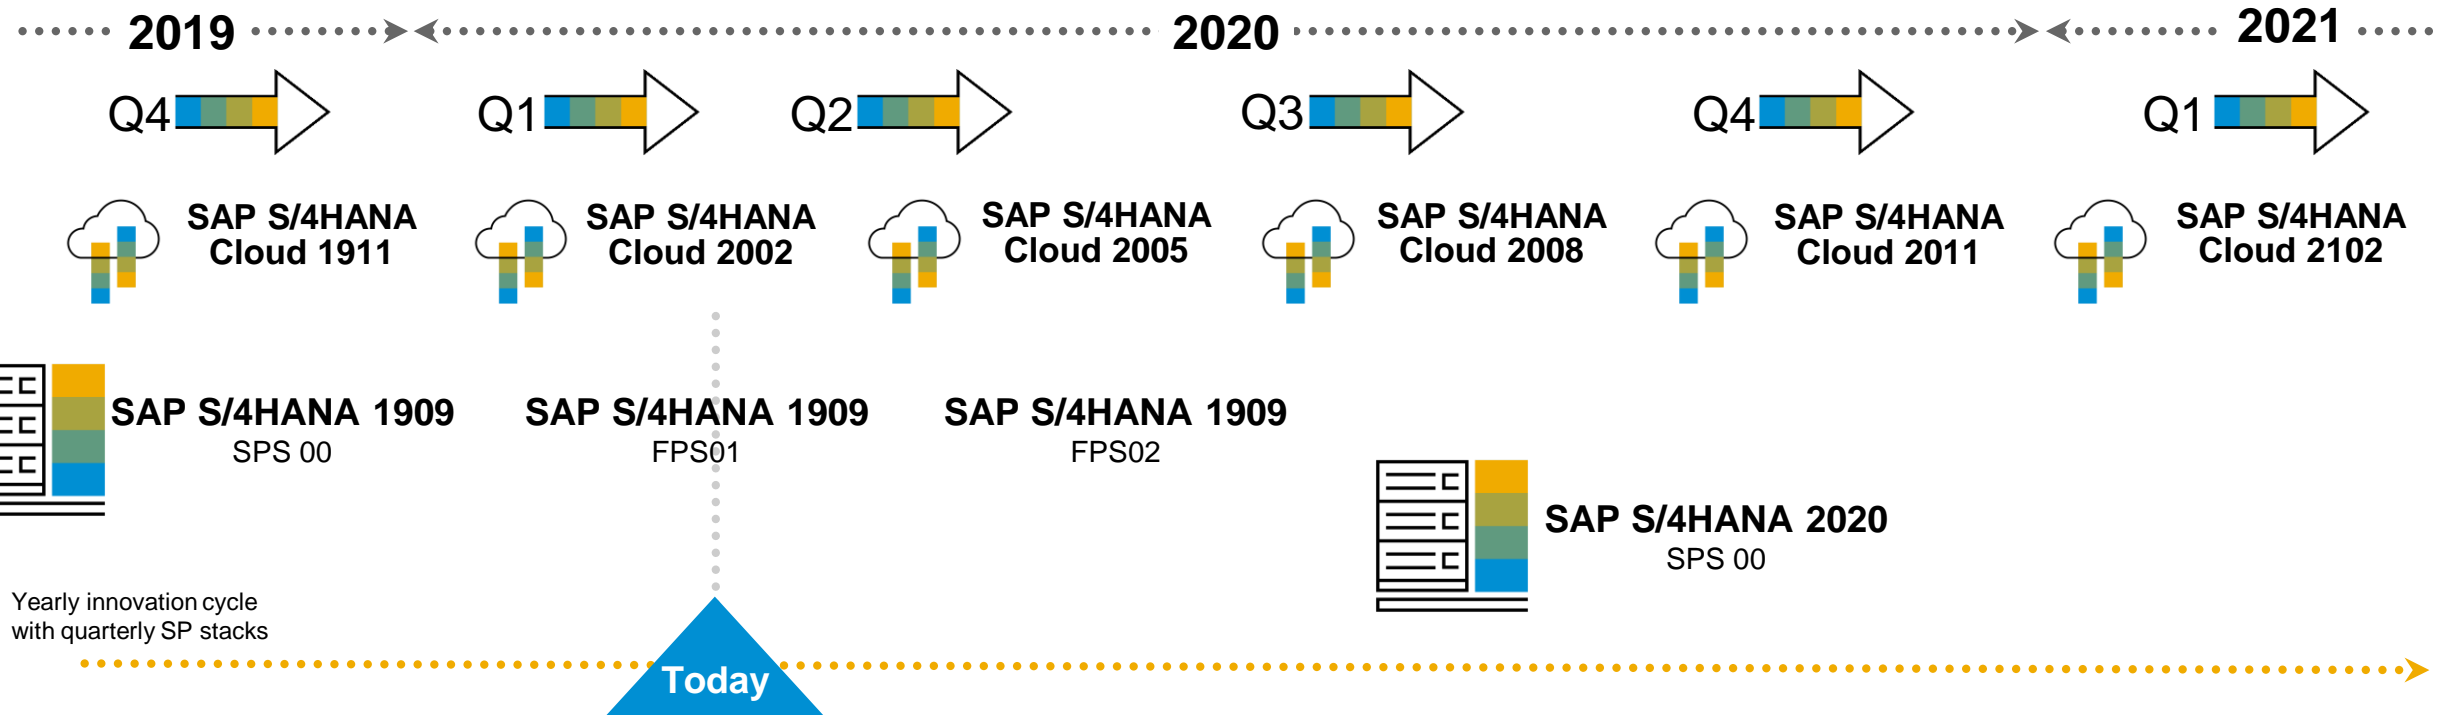 2019
2020
2021
Q4
Q1
Q2
Q3
Q4
Q1
SAP S/4HANA
Cloud 1911
SAP S/4HANA
Cloud 2002
SAP S/4HANA
Cloud 2005
SAP S/4HANA
Cloud 2008
SAP S/4HANA
Cloud 2011
SAP S/4HANA
Cloud 2102
SAP S/4HANA 1909
SPS 00
SAP S/4HANA 1909
FPS01
SAP S/4HANA 1909
FPS02
SAP S/4HANA 2020
SPS 00
Yearly innovation cycle
with quarterly SP stacks
Today